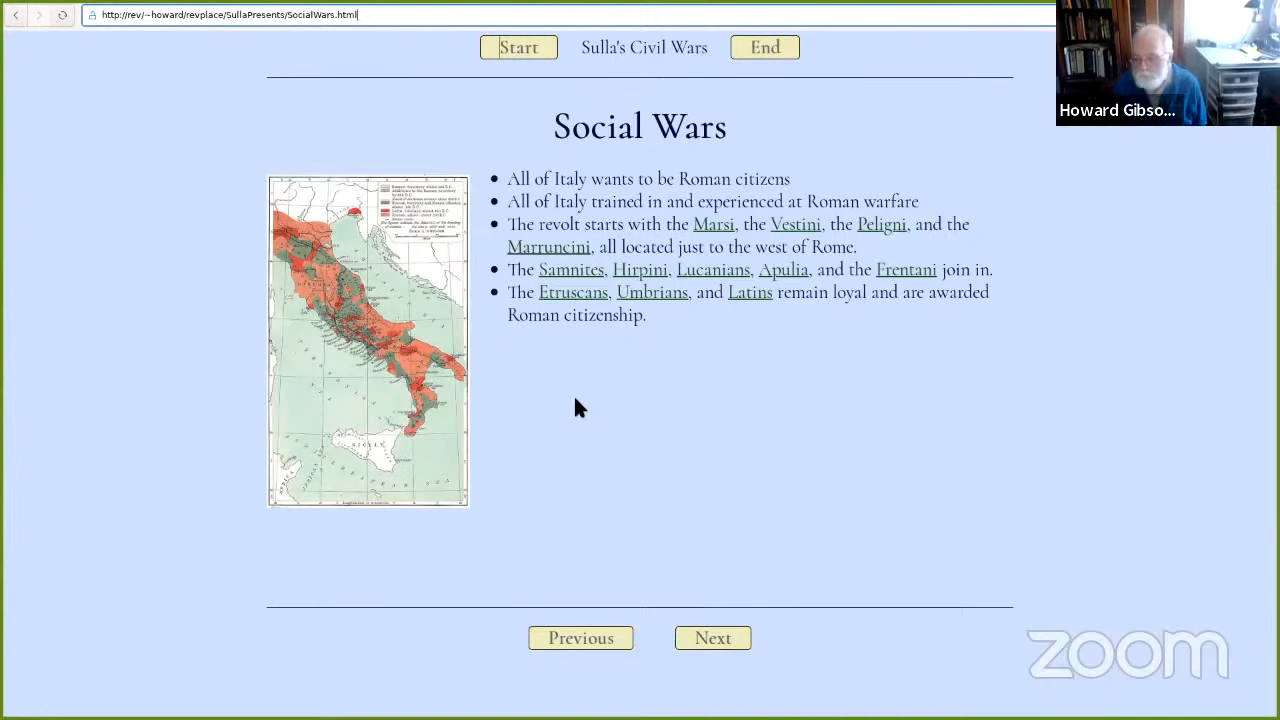 http://rev/~howard/revplace/SullaPresents/SocialWars.html
Start
Sulla's Civil Wars
End
Howard Gibso...
Social Wars
All of Italy wants to be Roman citizens
All of Italy trained in and experienced at Roman warfare
The revolt starts with the Marsi, the Vestini, the Peligni, and the
Marruncini, all located just to the west of Rome.
The Samnites, Hirpini, Lucanians, Apulia, and the Frentani join in.
The Etruscans, Umbrians, and Latins remain loyal and are awarded
Roman citizenship.
SICILY
Previous
Next
zoom